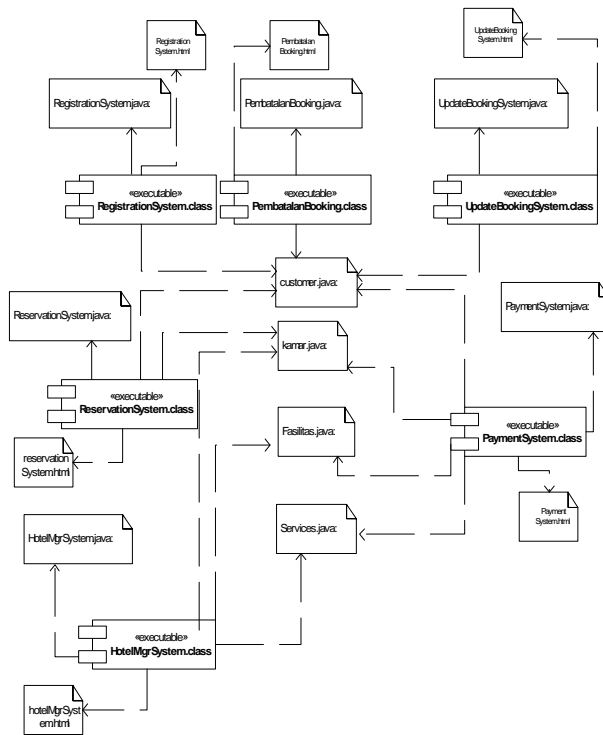 Registration
System.html
Pembatalan
Booking.html
UpdateBooking
System.html
RegistrationSystem.java:
PembatalanBooking.java:
UpdateBookingSystem.java:
«executable»
RegistrationSystem.class
«executable»
PembatalanBooking.class
«executable»
UpdateBookingSystem.class
customer.java:
ReservationSystem.java:
PaymentSystem.java:
kamar.java:
«executable»
ReservationSystem.class
Fasilitas.java:
«executable»
PaymentSystem.class
reservation
System.html
Payment
System.html
HotelMgrSystem.java:
Services.java:
«executable»
HotelMgrSystem.class
hotelMgrSyst
em.html